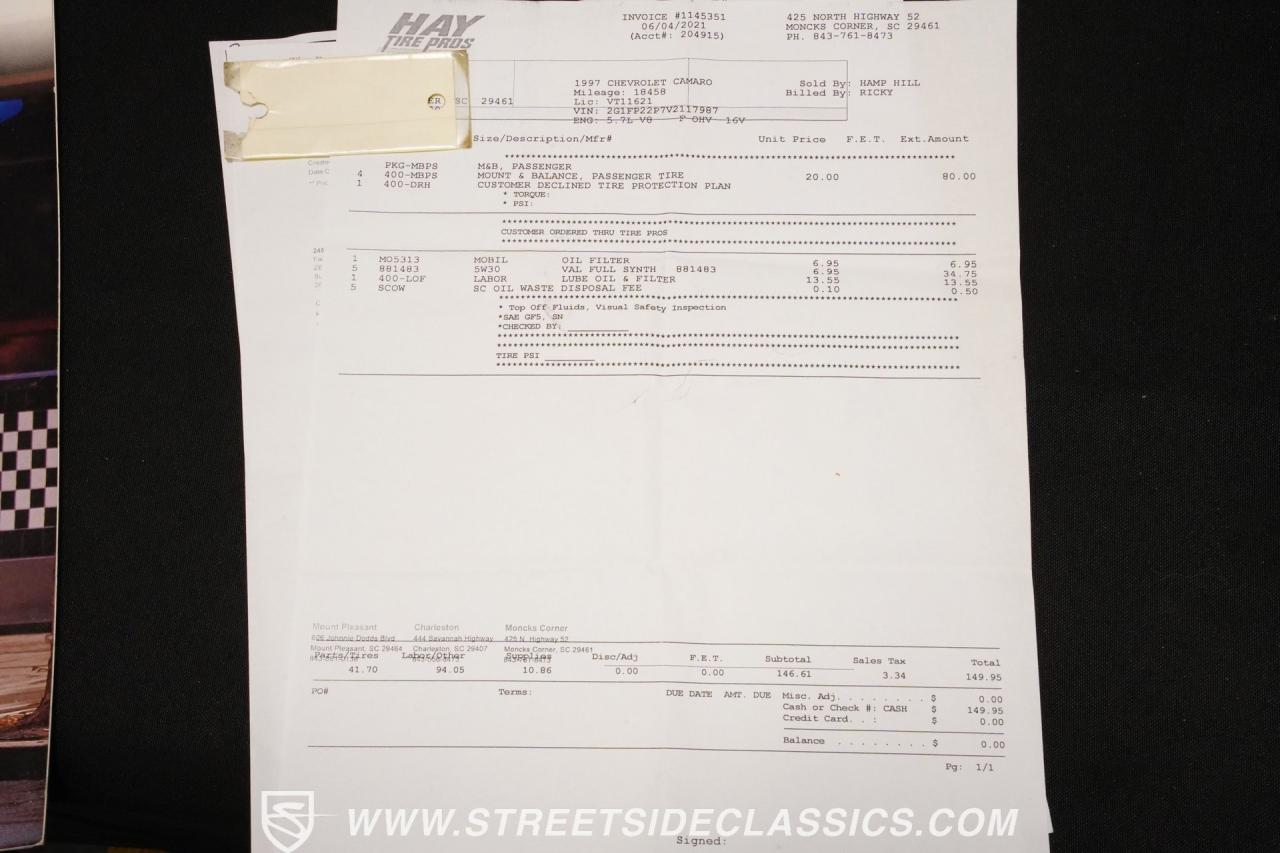 HAY
TIRE PROS
INVOICE #1145351
06/04/2021
(Acct#: 204915)
425 NORTH HIGHWAY 52
MONCKS CORNER, SC 29461
PH. 843-761-8473
1997 CHEVROLET CAMARO
Mileage: 18458
Lic: VT11621
VIN: 2G1FP22P7V2117987
ENG: 5.7L V8 F OHV 16V
Sold By: HAMP HILL
Billed By: RICKY
ER, SC 29461
Size/Description/Mfr# Unit Price F.E.T. Ext.Amount
PKG-MBPS M&B, PASSENGER
4 400-MBPS MOUNT & BALANCE, PASSENGER TIRE 20.00 80.00
1 400-DRH CUSTOMER DECLINED TIRE PROTECTION PLAN
* TORQUE:
* PSI:
CUSTOMER ORDERED THRU TIRE PROS
1 MO5313 MOBIL OIL FILTER 6.95 6.95
5 881483 5W30 VAL FULL SYNTH 881483 6.95 34.75
1 400-LOF LABOR LUBE OIL & FILTER 13.55 13.55
5 SCOW SC OIL WASTE DISPOSAL FEE 0.10 0.50
* Top Off Fluids, Visual Safety Inspection
*SAE GF5, SN
*CHECKED BY:
TIRE PSI
Mount Pleasant Charleston Moncks Corner
606 Johnnie Dodds Blvd 444 Savannah Highway 425 N. Highway 52
Mount Pleasant, SC 29464 Charleston, SC 29407 Moncks Corner, SC 29461
Parts/Tires Labor/Other Supplies Disc/Adj F.E.T. Subtotal Sales Tax Total
41.70 94.05 10.86 0.00 0.00 146.61 3.34 149.95
PO# Terms: DUE DATE AMT. DUE Misc. Adj. . . . . . . . $ 0.00
Cash or Check #: CASH $ 149.95
Credit Card. . : $ 0.00
Balance . . . . . . . . $ 0.00
Pg: 1/1
WWW.STREETSIDECLASSICS.COM
Signed: